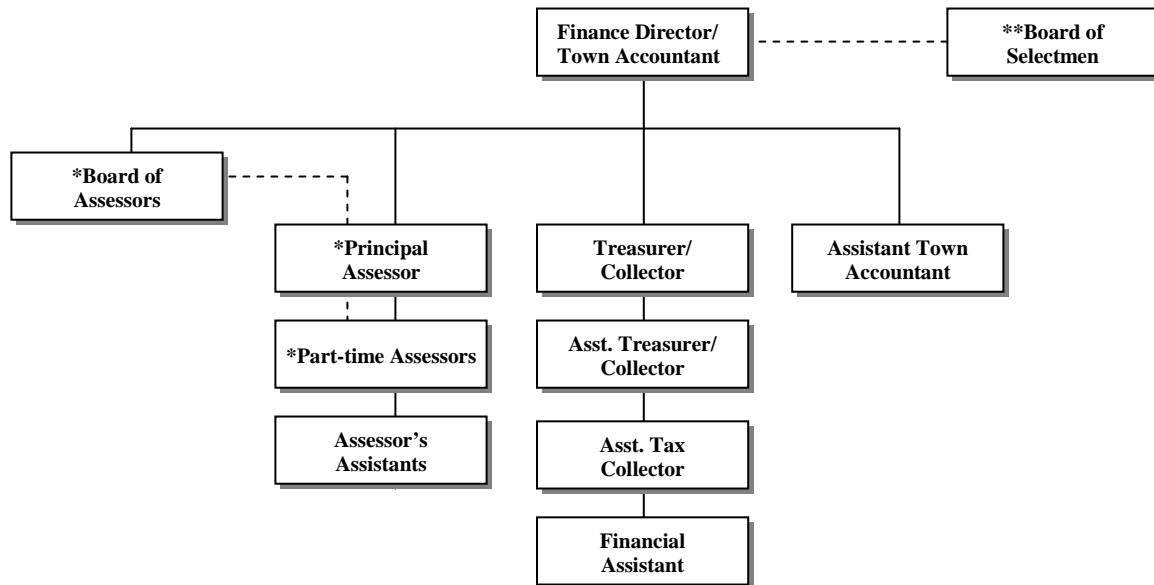 Finance Director/
Town Accountant
**Board of
Selectmen
*Board of
Assessors
*Principal
Assessor
Treasurer/
Collector
Assistant Town
Accountant
*Part-time Assessors
Asst. Treasurer/
Collector
Assessor’s
Assistants
Asst. Tax
Collector
Financial
Assistant